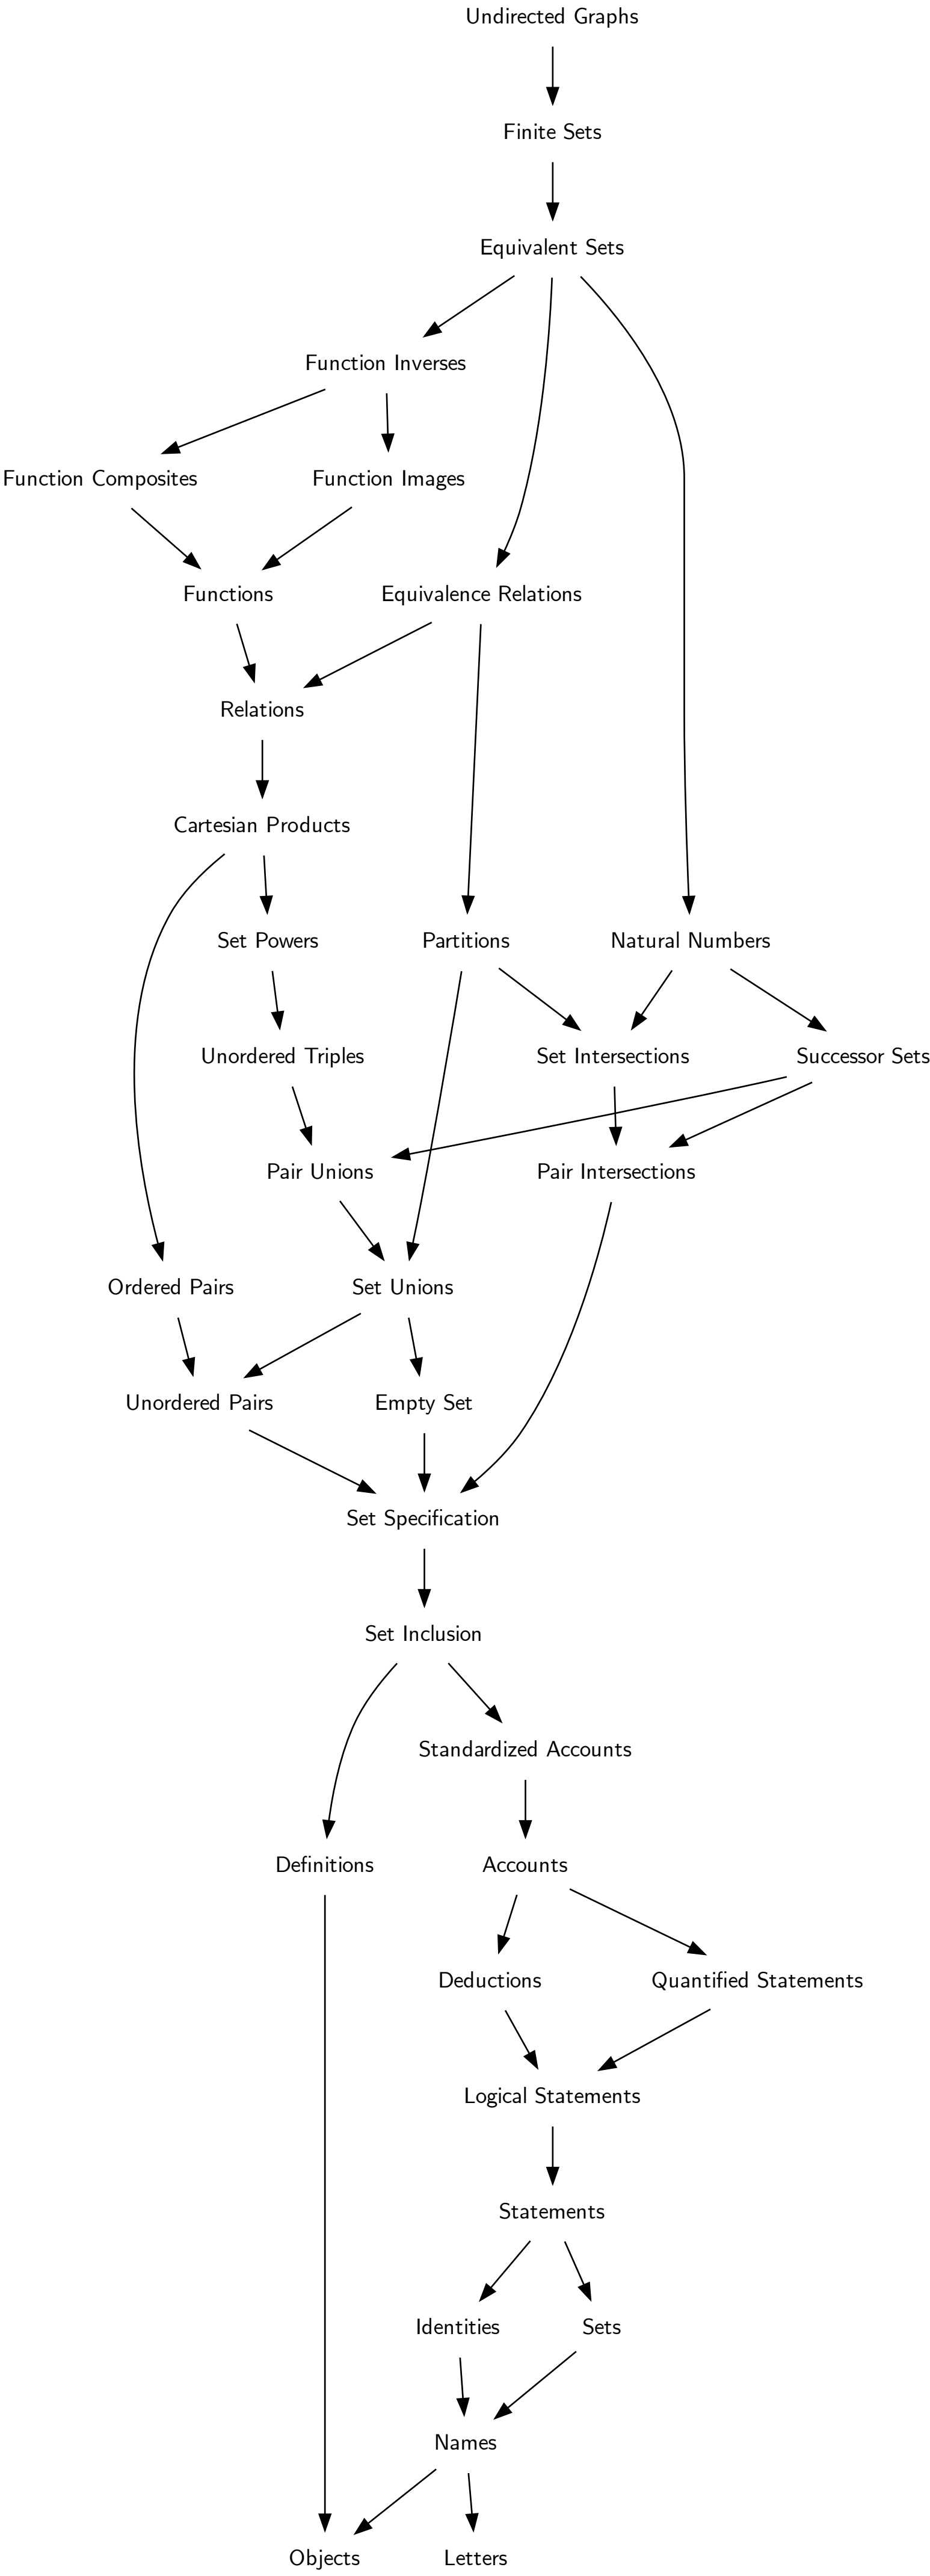 Undirected Graphs
Finite Sets
Equivalent Sets
Function Inverses
Function Composites
Function Images
Functions
Equivalence Relations
Relations
Cartesian Products
Set Powers
Partitions
Natural Numbers
Unordered Triples
Set Intersections
Successor Sets
Pair Unions
Pair Intersections
Ordered Pairs
Set Unions
Unordered Pairs
Empty Set
Set Specification
Set Inclusion
Standardized Accounts
Definitions
Accounts
Deductions
Quantified Statements
Logical Statements
Statements
Identities
Sets
Names
Objects
Letters